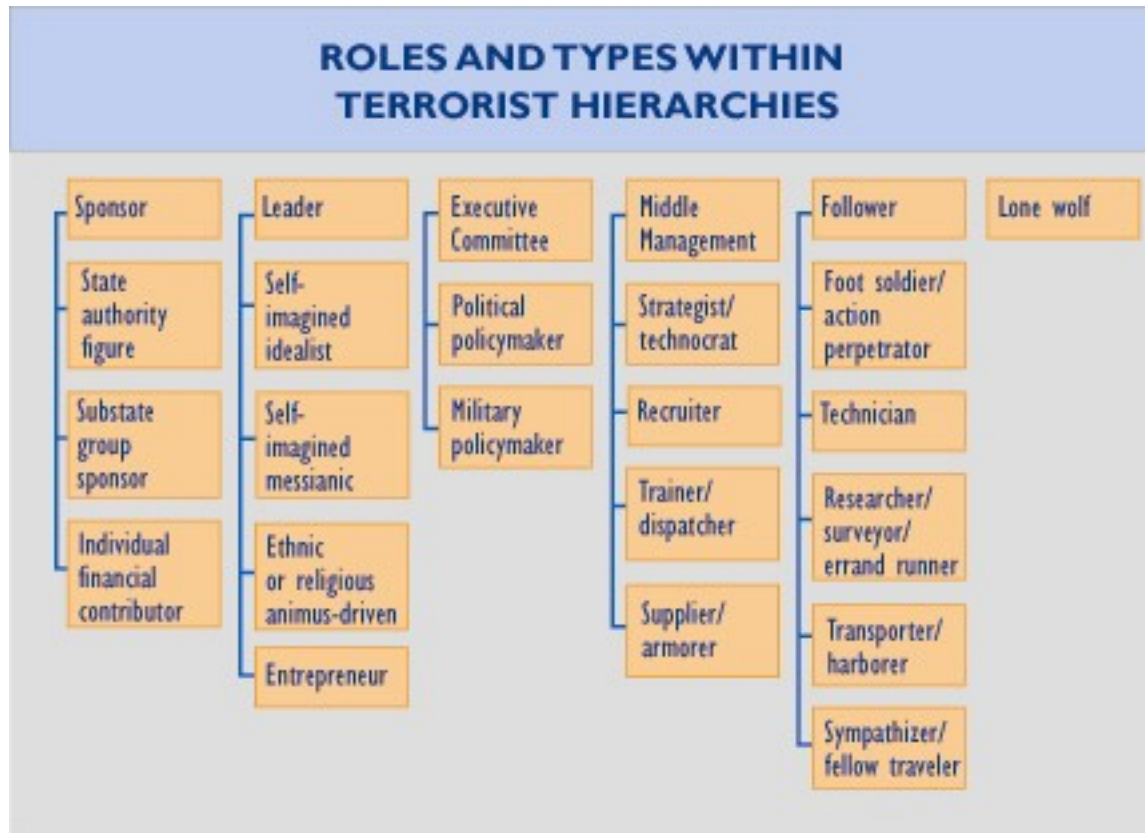 ROLES AND TYPES WITHIN
TERRORIST HIERARCHIES
Sponsor
State
authority
figure
Substate
group
sponsor
Individual
financial
contributor
Leader
Self-
imagined
idealist
Self-
imagined
messianic
Ethnic
or religious
animus-driven
Entrepreneur
Executive
Committee
Political
policymaker
Military
policymaker
Middle
Management
Strategist/
technocrat
Recruiter
Trainer/
dispatcher
Supplier/
armorer
Follower
Foot soldier/
action
perpetrator
Technician
Researcher/
surveyor/
errand runner
Transporter/
harborer
Sympathizer/
fellow traveler
Lone wolf